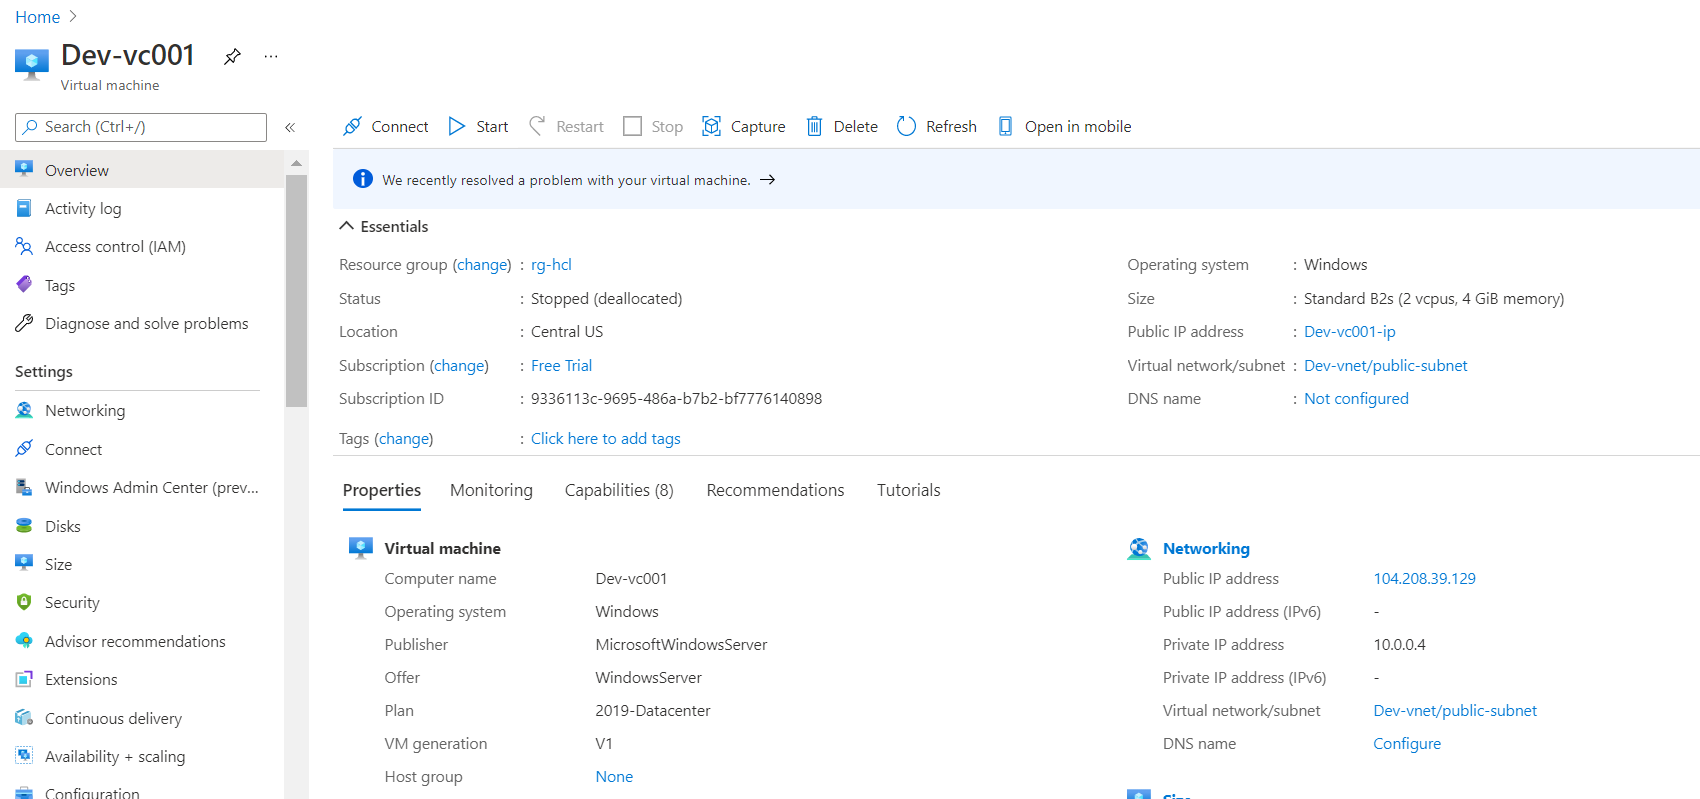 Home
Dev-vc001
...
Virtual machine
Search (Ctrl+/)
«
Overview
Activity log
Access control (IAM)
Tags
Diagnose and solve problems
Settings
Networking
Connect
Windows Admin Center (prev...
Disks
Size
Security
Advisor recommendations
Extensions
Continuous delivery
Availability + scaling
Configuration
Connect Start Restart Stop Capture Delete Refresh Open in mobile
We recently resolved a problem with your virtual machine. →
Essentials
Resource group (change) : rg-hcl
Status : Stopped (deallocated)
Location : Central US
Subscription (change) : Free Trial
Subscription ID : 9336113c-9695-486a-b7b2-bf7776140898
Tags (change) : Click here to add tags
Operating system : Windows
Size : Standard B2s (2 vcpus, 4 GiB memory)
Public IP address : Dev-vc001-ip
Virtual network/subnet : Dev-vnet/public-subnet
DNS name : Not configured
Properties Monitoring Capabilities (8) Recommendations Tutorials
Virtual machine
Computer name Dev-vc001
Operating system Windows
Publisher MicrosoftWindowsServer
Offer WindowsServer
Plan 2019-Datacenter
VM generation V1
Host group None
Networking
Public IP address 104.208.39.129
Public IP address (IPv6) -
Private IP address 10.0.0.4
Private IP address (IPv6) -
Virtual network/subnet Dev-vnet/public-subnet
DNS name Configure
Size